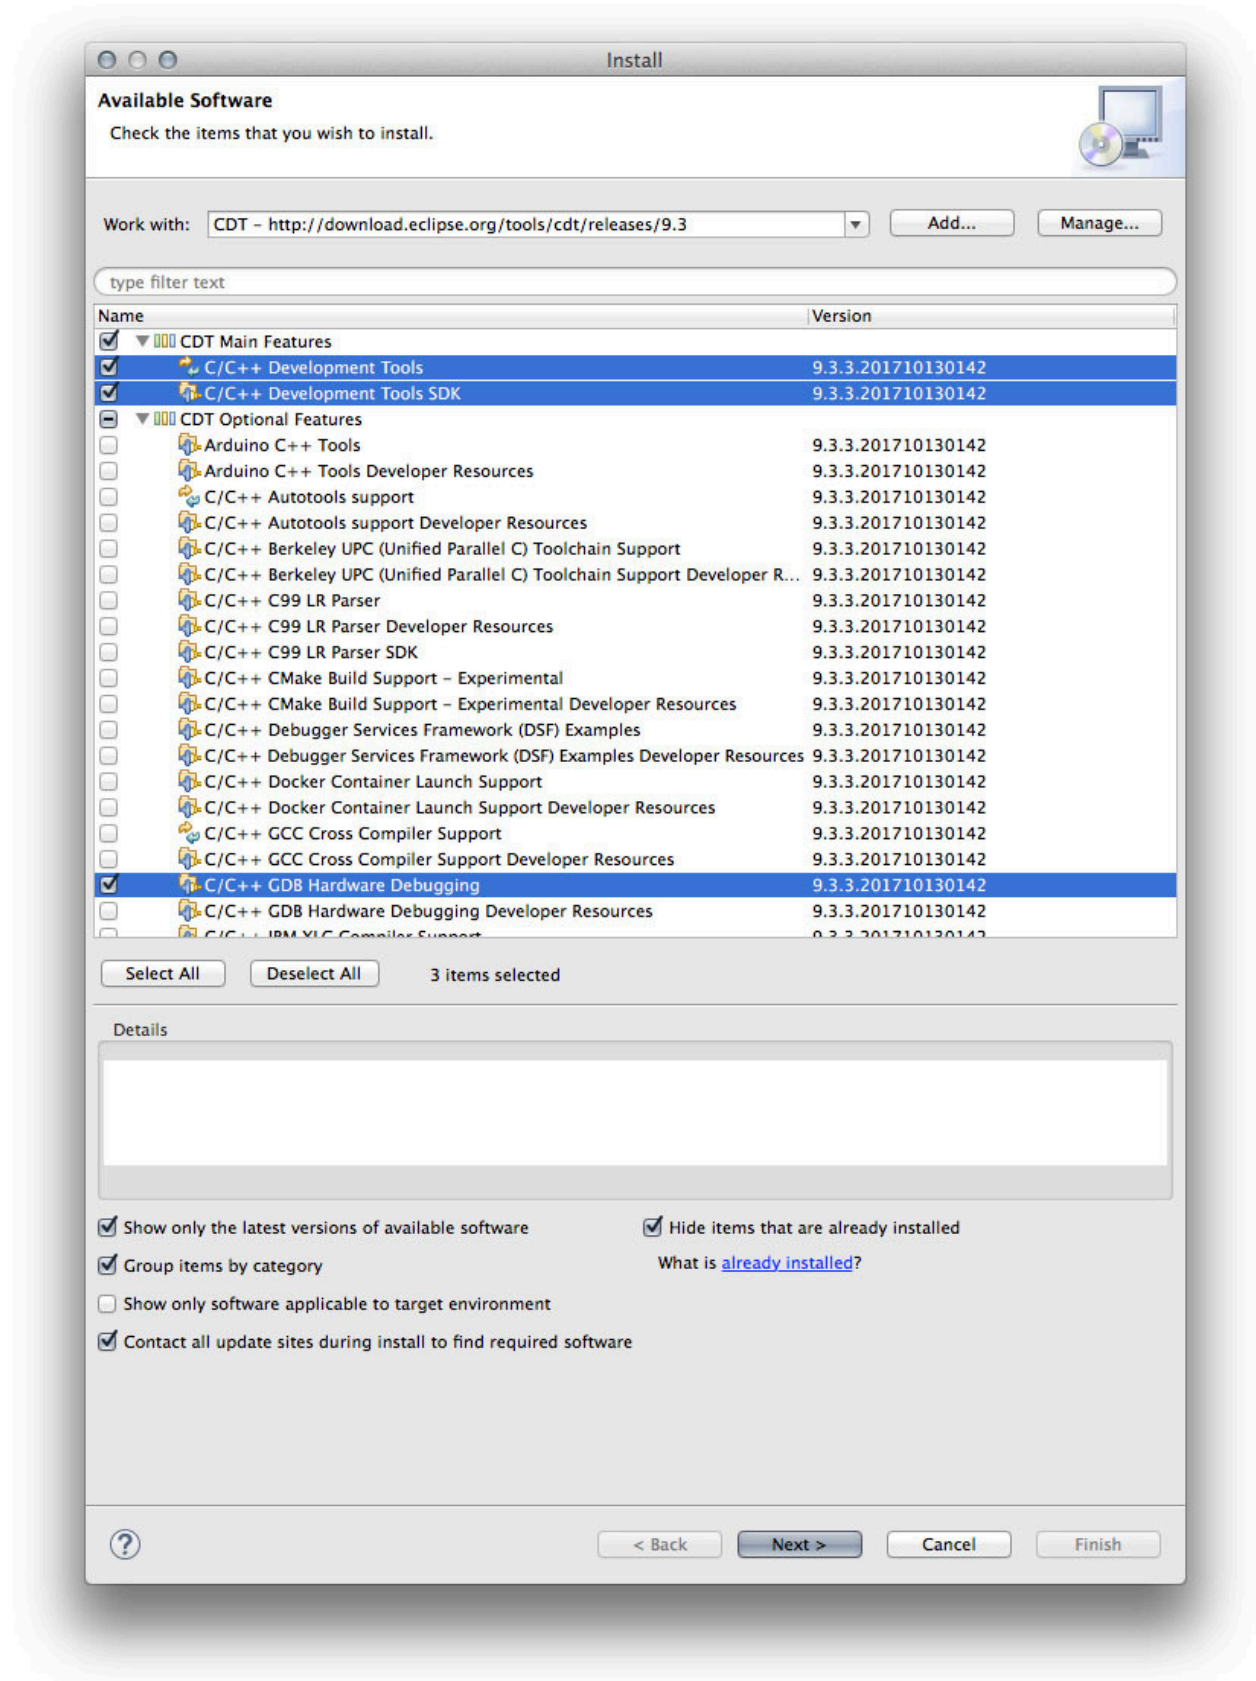 Install
Available Software
Check the items that you wish to install.
Work with: CDT – http://download.eclipse.org/tools/cdt/releases/9.3 Add... Manage...
type filter text
Name Version
CDT Main Features
C/C++ Development Tools 9.3.3.201710130142
C/C++ Development Tools SDK 9.3.3.201710130142
CDT Optional Features
Arduino C++ Tools 9.3.3.201710130142
Arduino C++ Tools Developer Resources 9.3.3.201710130142
C/C++ Autotools support 9.3.3.201710130142
C/C++ Autotools support Developer Resources 9.3.3.201710130142
C/C++ Berkeley UPC (Unified Parallel C) Toolchain Support 9.3.3.201710130142
C/C++ Berkeley UPC (Unified Parallel C) Toolchain Support Developer R... 9.3.3.201710130142
C/C++ C99 LR Parser 9.3.3.201710130142
C/C++ C99 LR Parser Developer Resources 9.3.3.201710130142
C/C++ C99 LR Parser SDK 9.3.3.201710130142
C/C++ CMake Build Support – Experimental 9.3.3.201710130142
C/C++ CMake Build Support – Experimental Developer Resources 9.3.3.201710130142
C/C++ Debugger Services Framework (DSF) Examples 9.3.3.201710130142
C/C++ Debugger Services Framework (DSF) Examples Developer Resources 9.3.3.201710130142
C/C++ Docker Container Launch Support 9.3.3.201710130142
C/C++ Docker Container Launch Support Developer Resources 9.3.3.201710130142
C/C++ GCC Cross Compiler Support 9.3.3.201710130142
C/C++ GCC Cross Compiler Support Developer Resources 9.3.3.201710130142
C/C++ GDB Hardware Debugging 9.3.3.201710130142
C/C++ GDB Hardware Debugging Developer Resources 9.3.3.201710130142
C/C++ IBM XLC Compiler Support 9.3.3.201710130142
Select All Deselect All 3 items selected
Details
Show only the latest versions of available software Hide items that are already installed
Group items by category What is already installed?
Show only software applicable to target environment
Contact all update sites during install to find required software
? < Back Next > Cancel Finish